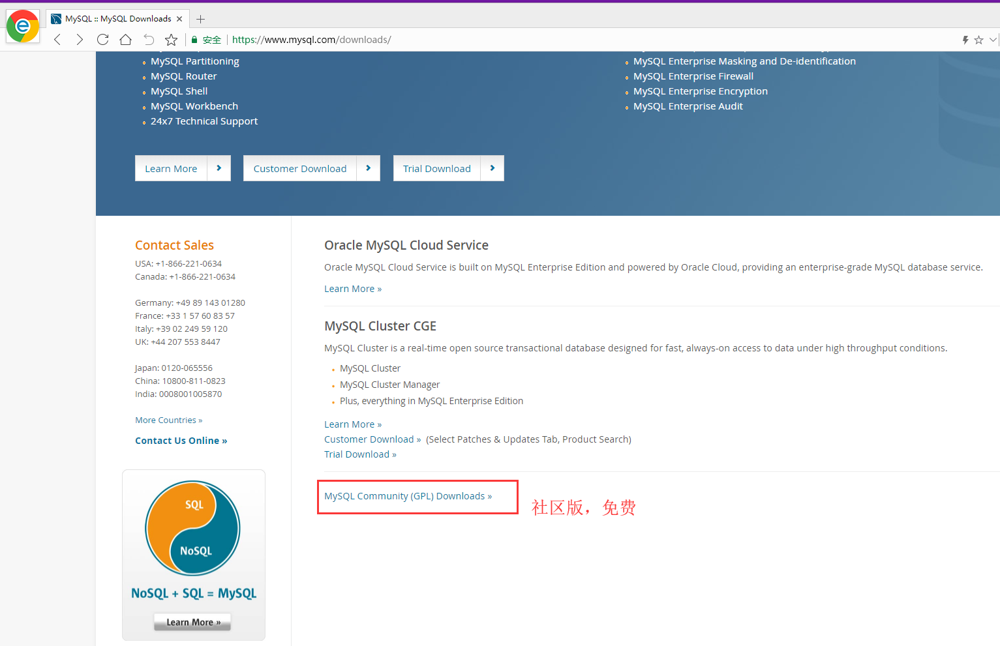 MySQL :: MySQL Downloads
安全
https://www.mysql.com/downloads/
MySQL Partitioning
MySQL Router
MySQL Shell
MySQL Workbench
24x7 Technical Support
MySQL Enterprise Masking and De-identification
MySQL Enterprise Firewall
MySQL Enterprise Encryption
MySQL Enterprise Audit
Learn More
Customer Download
Trial Download
Contact Sales
USA: +1-866-221-0634
Canada: +1-866-221-0634
Germany: +49 89 143 01280
France: +33 1 57 60 83 57
Italy: +39 02 249 59 120
UK: +44 207 553 8447
Japan: 0120-065556
China: 10800-811-0823
India: 0008001005870
More Countries »
Contact Us Online »
SQL
NoSQL
NoSQL + SQL = MySQL
Learn More »
Oracle MySQL Cloud Service
Oracle MySQL Cloud Service is built on MySQL Enterprise Edition and powered by Oracle Cloud, providing an enterprise-grade MySQL database service.
Learn More »
MySQL Cluster CGE
MySQL Cluster is a real-time open source transactional database designed for fast, always-on access to data under high throughput conditions.
MySQL Cluster
MySQL Cluster Manager
Plus, everything in MySQL Enterprise Edition
Learn More »
Customer Download » (Select Patches & Updates Tab, Product Search)
Trial Download »
MySQL Community (GPL) Downloads »
社区版，免费